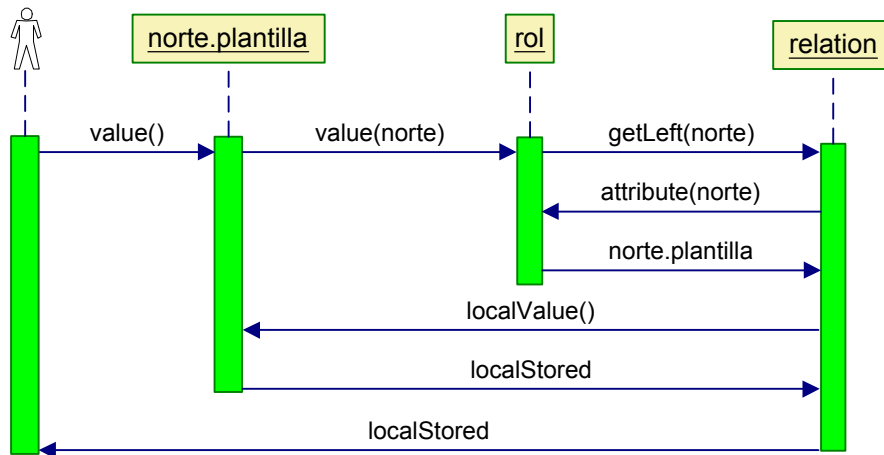 norte.plantilla
rol
relation
value()
value(norte)
getLeft(norte)
attribute(norte)
norte.plantilla
localValue()
localStored
localStored